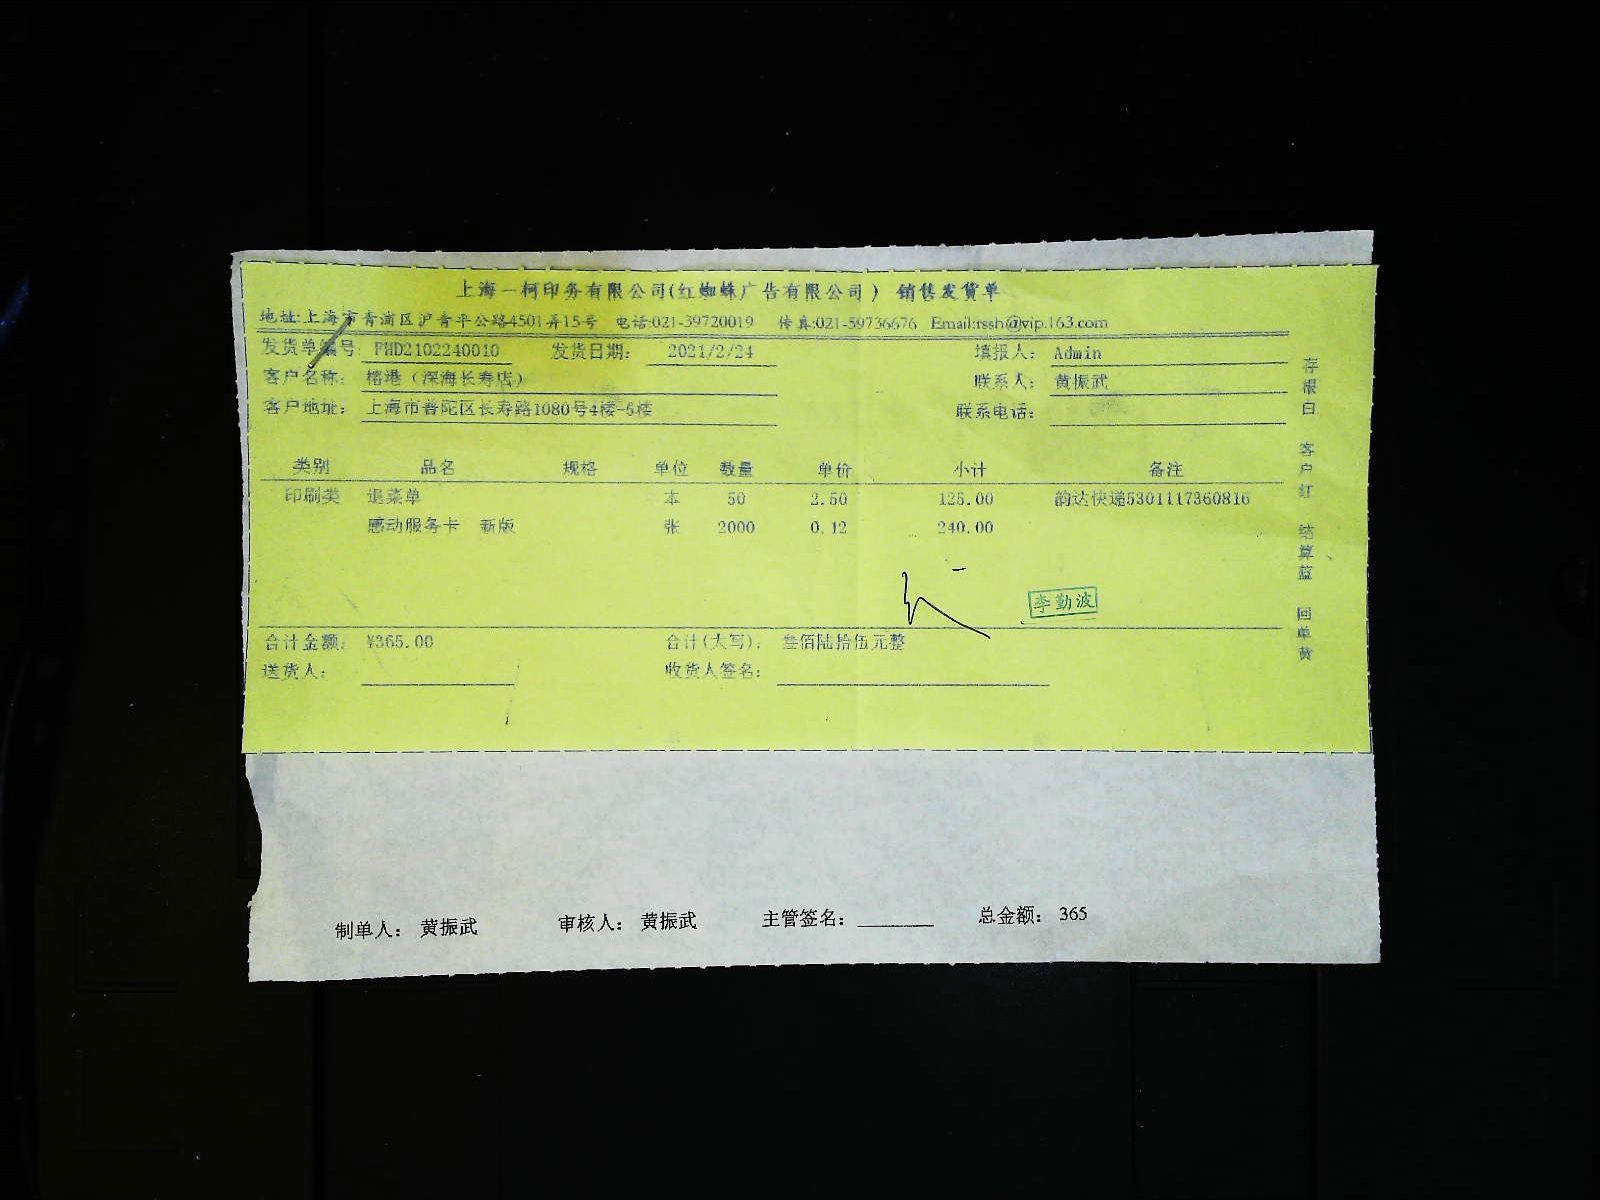 上海一柯印务有限公司(红蜘蛛广告有限公司) 销售发货单
地址:上海市青浦区沪青平公路4501弄15号 电话:021-39720019 传真:021-59736676 Email:rssh@vip.163.com
发货单编号: FHD2102240010 发货日期: 2021/2/24 填报人: Admin
客户名称: 榕港（深海长寿店） 联系人: 黄振武
客户地址: 上海市普陀区长寿路1080号4楼-5楼 联系电话:
类别 品名 规格 单位 数量 单价 小计 备注
印刷类 退菜单 本 50 2.50 125.00 韵达快递5301117360816
感动服务卡 新版 张 2000 0.12 240.00
李勤波
合计金额: ¥365.00 合计(大写): 叁佰陆拾伍元整
送货人: 收货人签名:
存根白 客户红 结算蓝 回单黄
制单人: 黄振武 审核人: 黄振武 主管签名: 总金额: 365